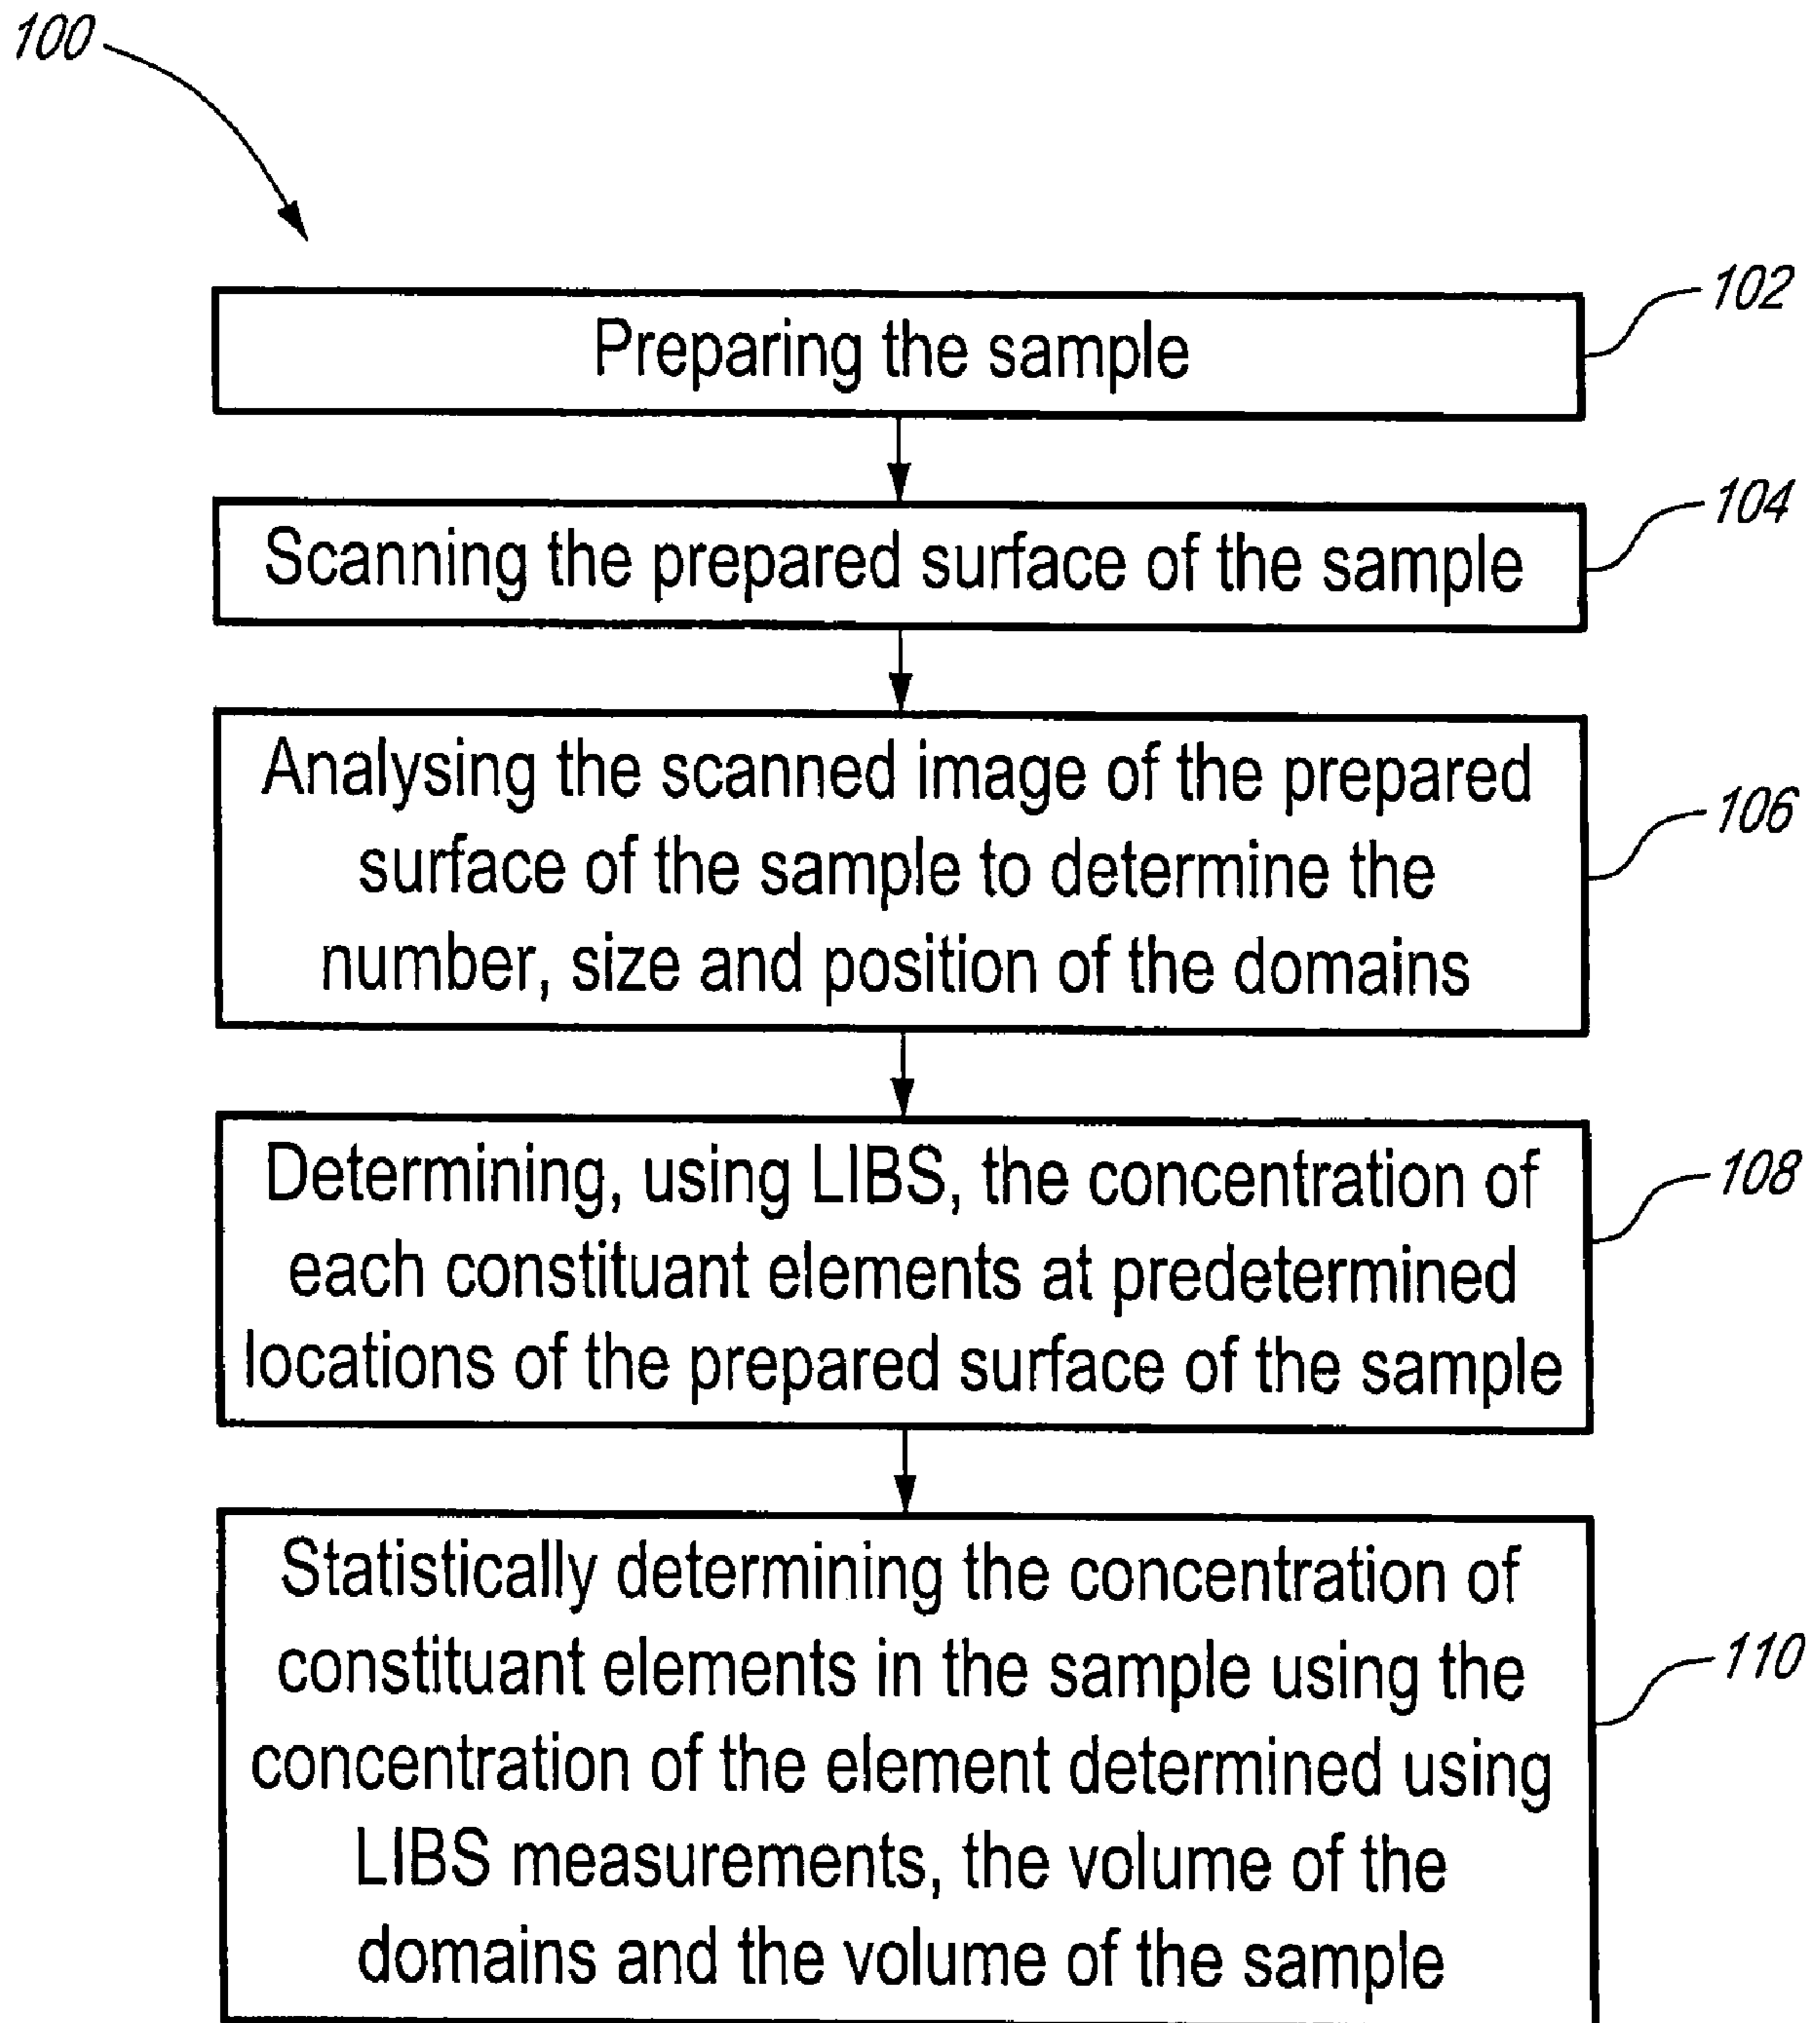 100
102
Preparing the sample
104
Scanning the prepared surface of the sample
Analysing the scanned image of the prepared
106
surface of the sample to determine the
number, size and position of the domains
Determining, using LIBS, the concentration of
108
each constituant elements at predetermined
locations of the prepared surface of the sample
Statistically determining the concentration of
constituant elements in the sample using the
110
concentration of the element determined using
LIBS measurements, the volume of the
domains and the volume of the sample